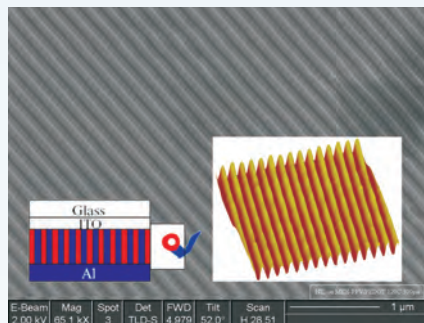 Glass
ITO
Al
E-Beam Mag Spot Det FWD Tilt Scan 1 µm
2.00 kV 65.1 kX 3 TLD-S 4.979 52.0° H 28.51